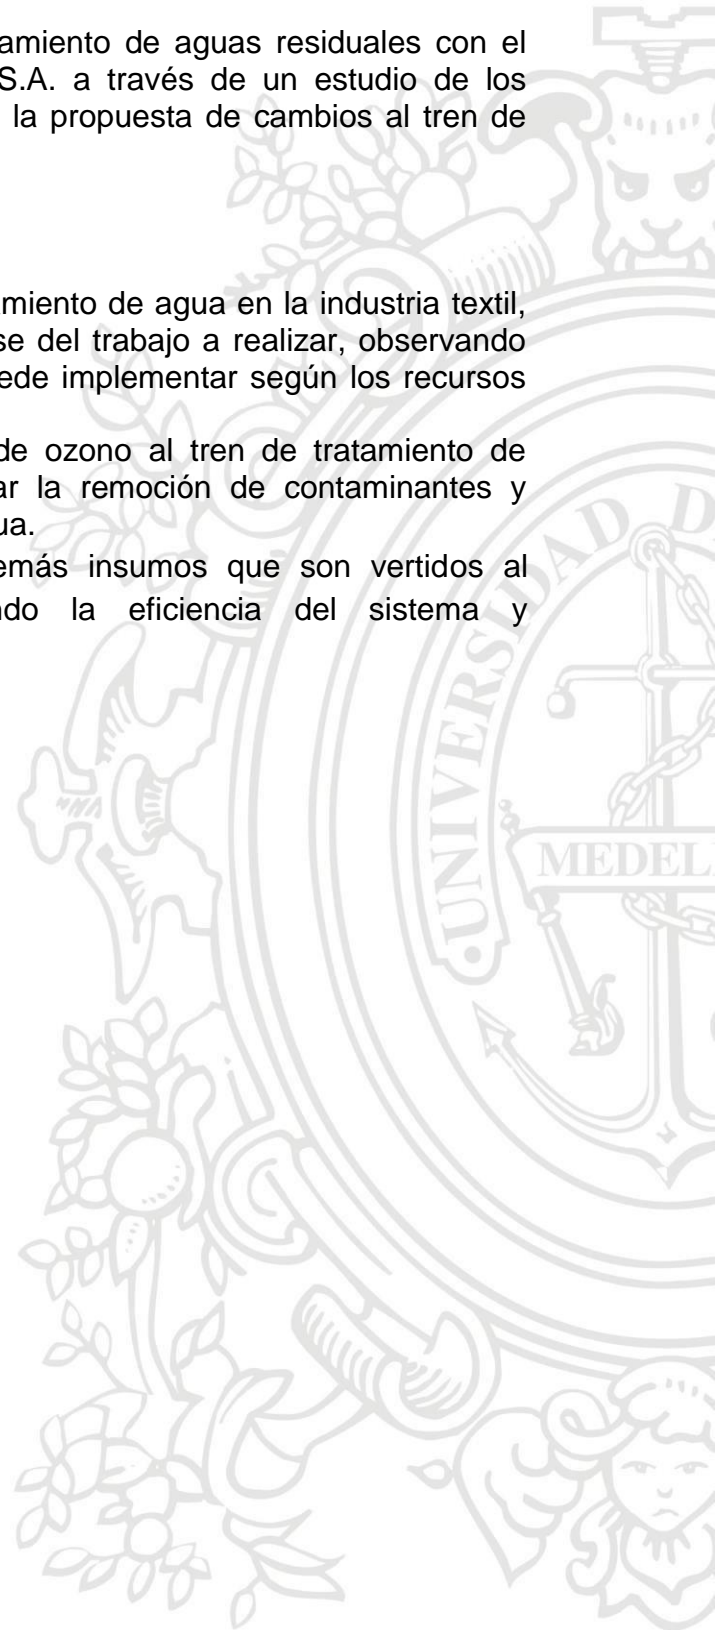 amiento de aguas residuales con el
S.A. a través de un estudio de los
la propuesta de cambios al tren de
miento de agua en la industria textil,
se del trabajo a realizar, observando
ede implementar según los recursos
de ozono al tren de tratamiento de
ar la remoción de contaminantes y
ua.
emás insumos que son vertidos al
ndo la eficiencia del sistema y
UNIVERSIDAD D
MEDEL